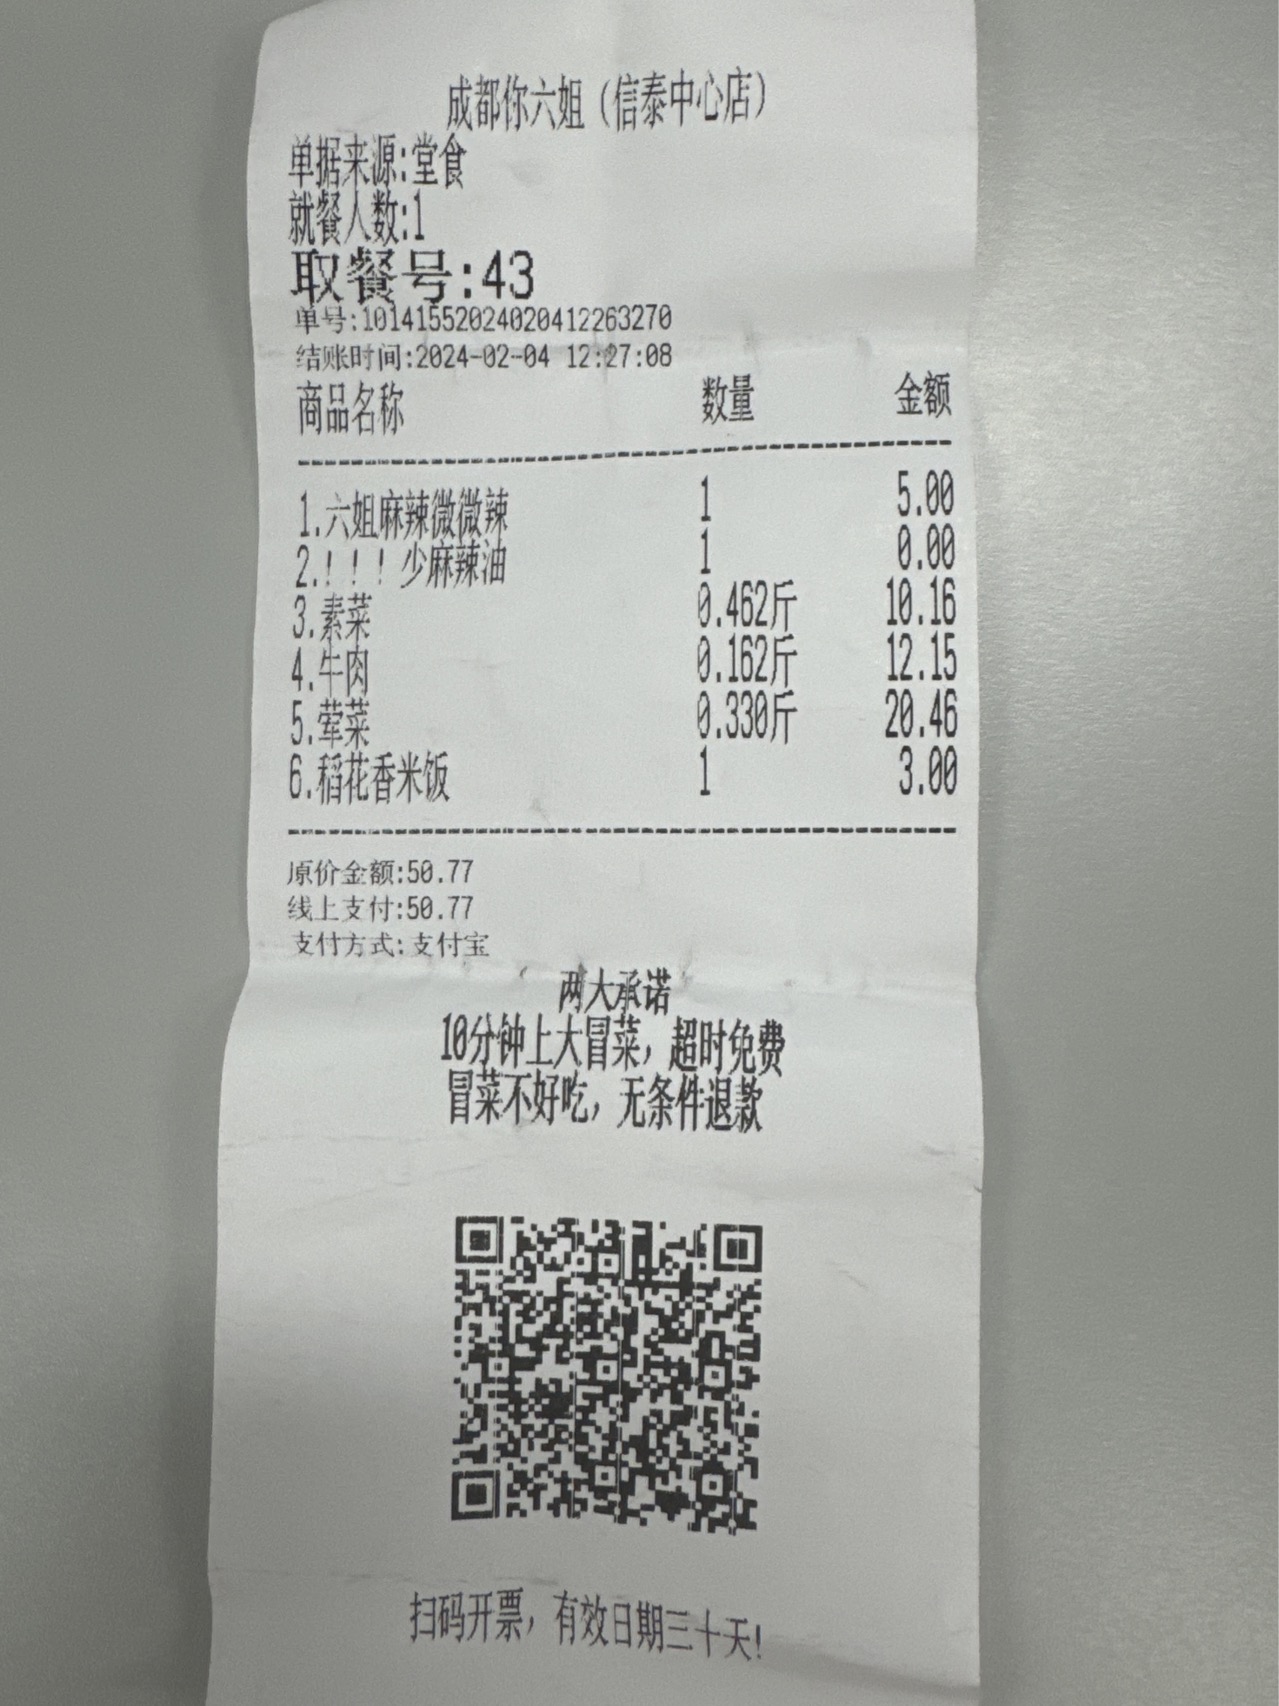 成都你六姐（信泰中心店）
单据来源:堂食
就餐人数:1
取餐号:43
单号:10141552024020412263270
结账时间:2024-02-04 12:27:08
商品名称 数量 金额
1.六姐麻辣微微辣 1 5.00
2.！！！少麻辣油 1 0.00
3.素菜 0.462斤 10.16
4.牛肉 0.162斤 12.15
5.荤菜 0.330斤 20.46
6.稻花香米饭 1 3.00
原价金额:50.77
线上支付:50.77
支付方式:支付宝
两大承诺
10分钟上大冒菜，超时免费
冒菜不好吃，无条件退款
扫码开票，有效日期三十天!